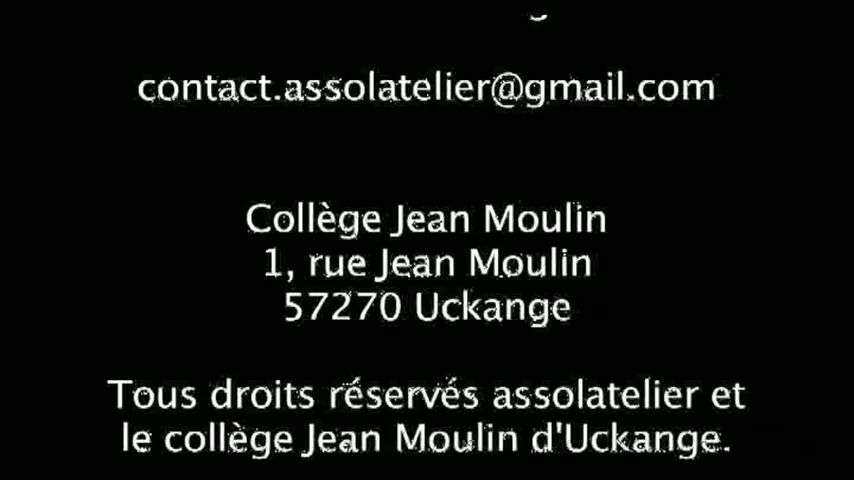 contact.assolatelier@gmail.com
Collège Jean Moulin
1, rue Jean Moulin
57270 Uckange
Tous droits réservés assolatelier et
le collège Jean Moulin d'Uckange.